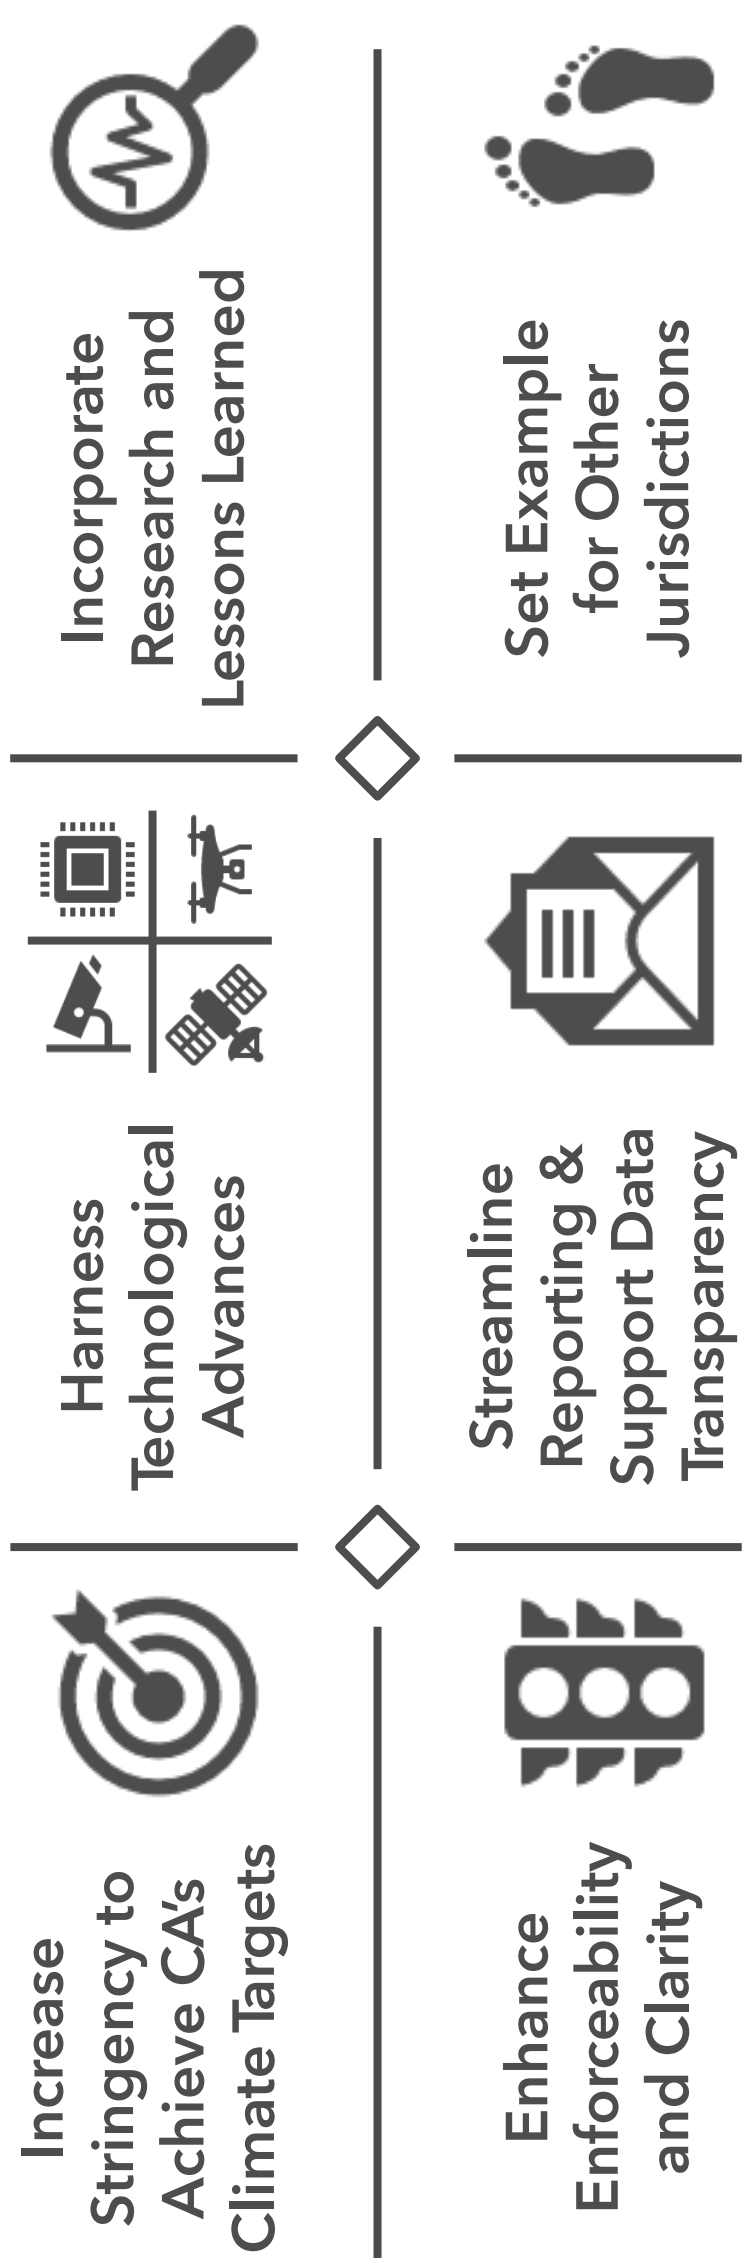 Increase
Stringency to
Achieve CA's
Climate Targets
Harness
Technological
Advances
Incorporate
Research and
Lessons Learned
Enhance
Enforceability
and Clarity
Streamline
Reporting &
Support Data
Transparency
Set Example
for Other
Jurisdictions